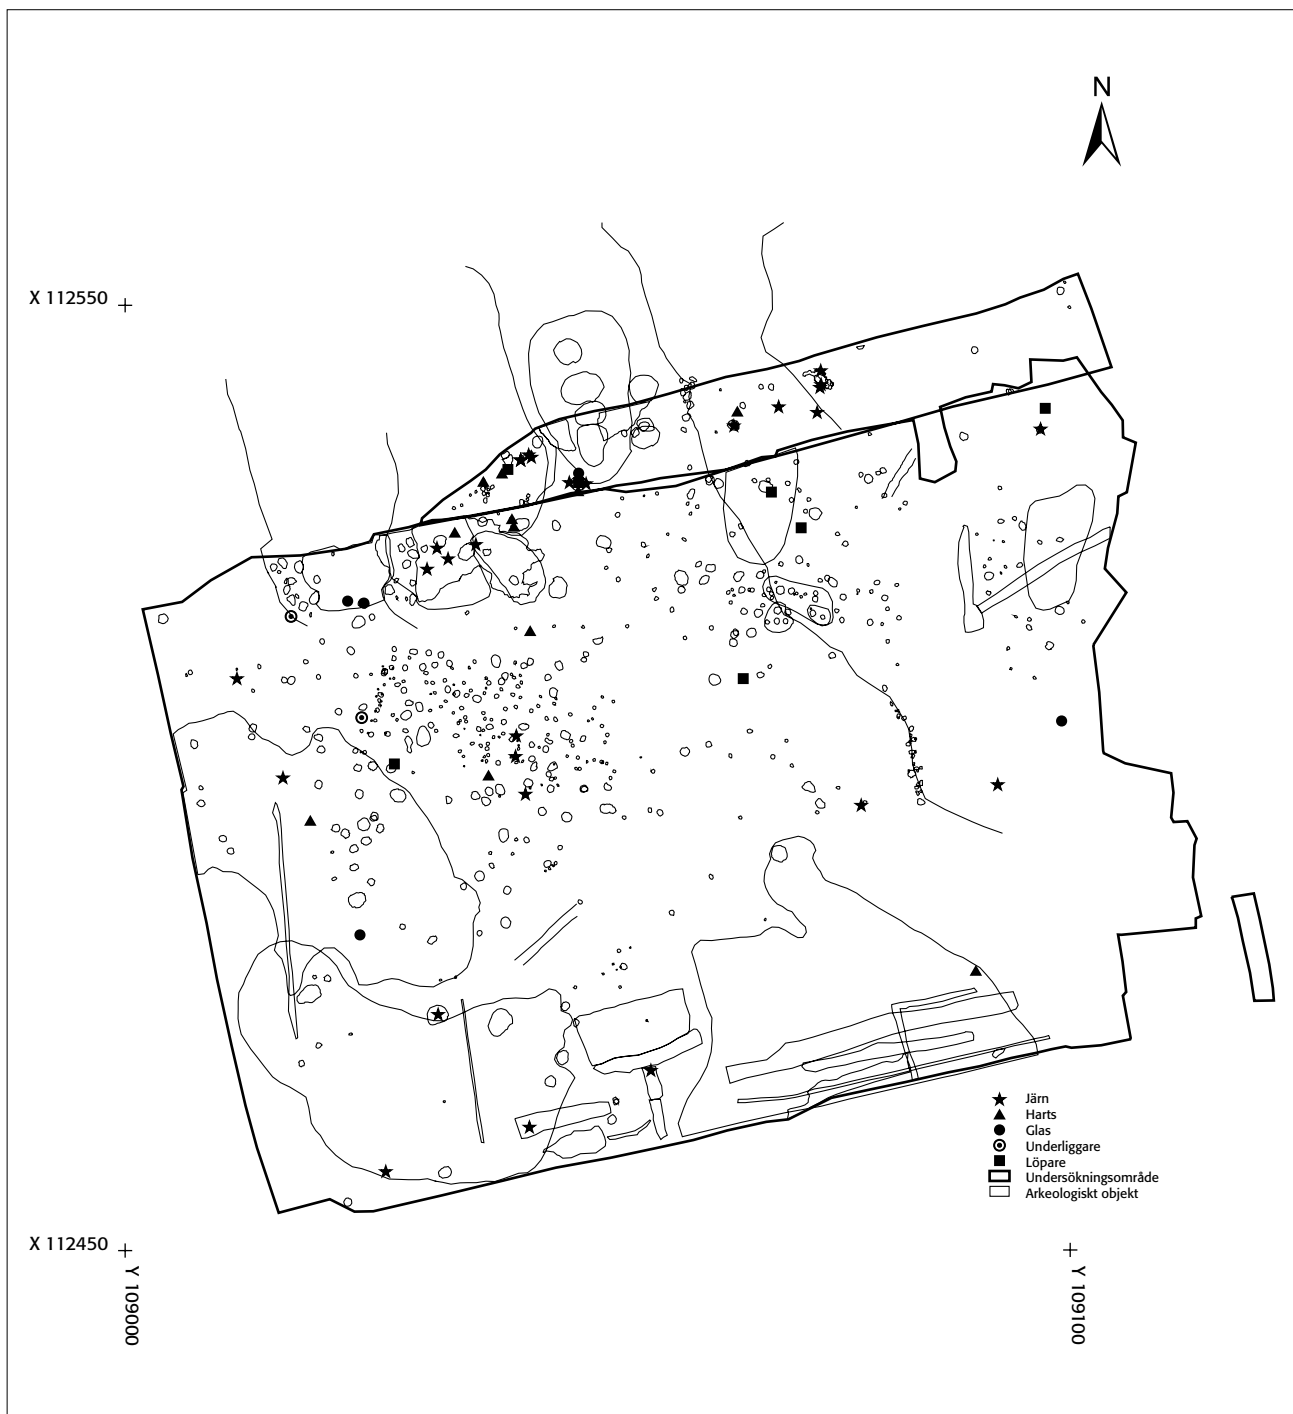 N
X 112550
Järn
Harts
Glas
Underliggare
Löpare
Undersökningsområde
Arkeologiskt objekt
X 112450
Y 109000
Y 109100